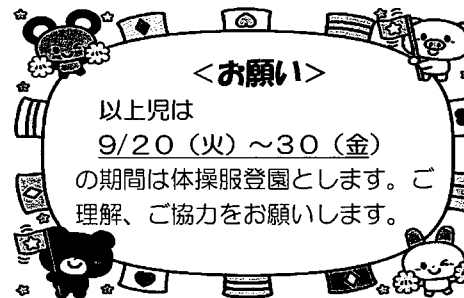 ＜お願い＞
以上児は
9/20（火）～30（金）
の期間は体操服登園とします。ご
理解、ご協力をお願いします。